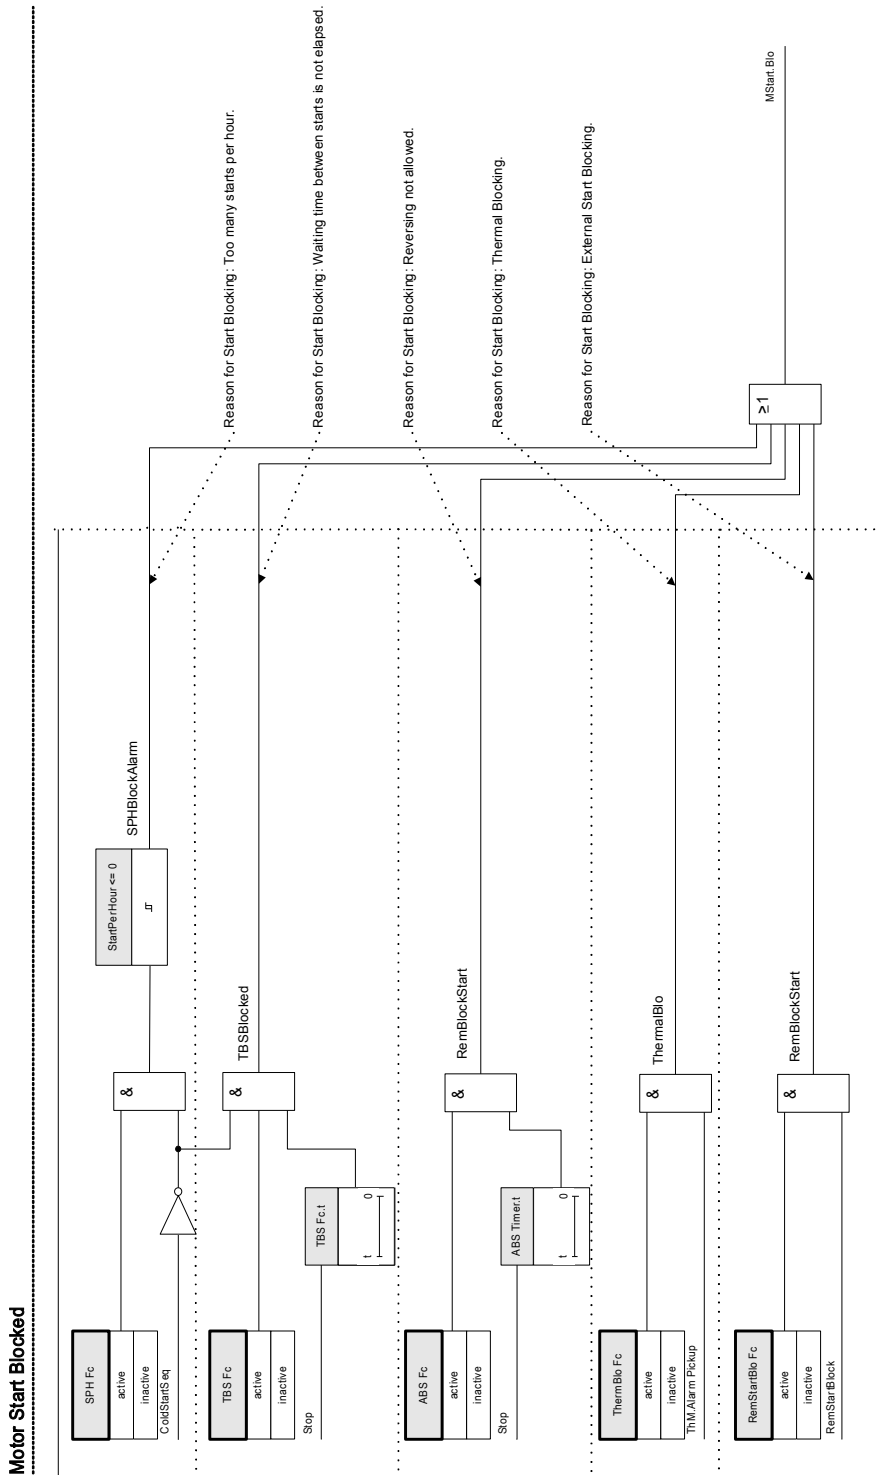 Motor Start Blocked
SPH Fc
active
inactive
ColdStartSeq
&
StartPerHour <= 0
SPHBlockAlarm
Reason for Start Blocking: Too many starts per hour.
TBS Fc
active
inactive
Stop
TBS Fc.t
t 0
&
TBSBlocked
Reason for Start Blocking: Waiting time between starts is not elapsed.
ABS Fc
active
inactive
Stop
ABS Timer.t
t 0
&
RemBlockStart
Reason for Start Blocking: Reversing not allowed.
ThermBlo Fc
active
inactive
ThM.Alarm Pickup
&
ThermalBlo
Reason for Start Blocking: Thermal Blocking.
RemStartBlo Fc
active
inactive
RemStartBlock
&
RemBlockStart
Reason for Start Blocking: External Start Blocking.
≥1
MStart.Blo